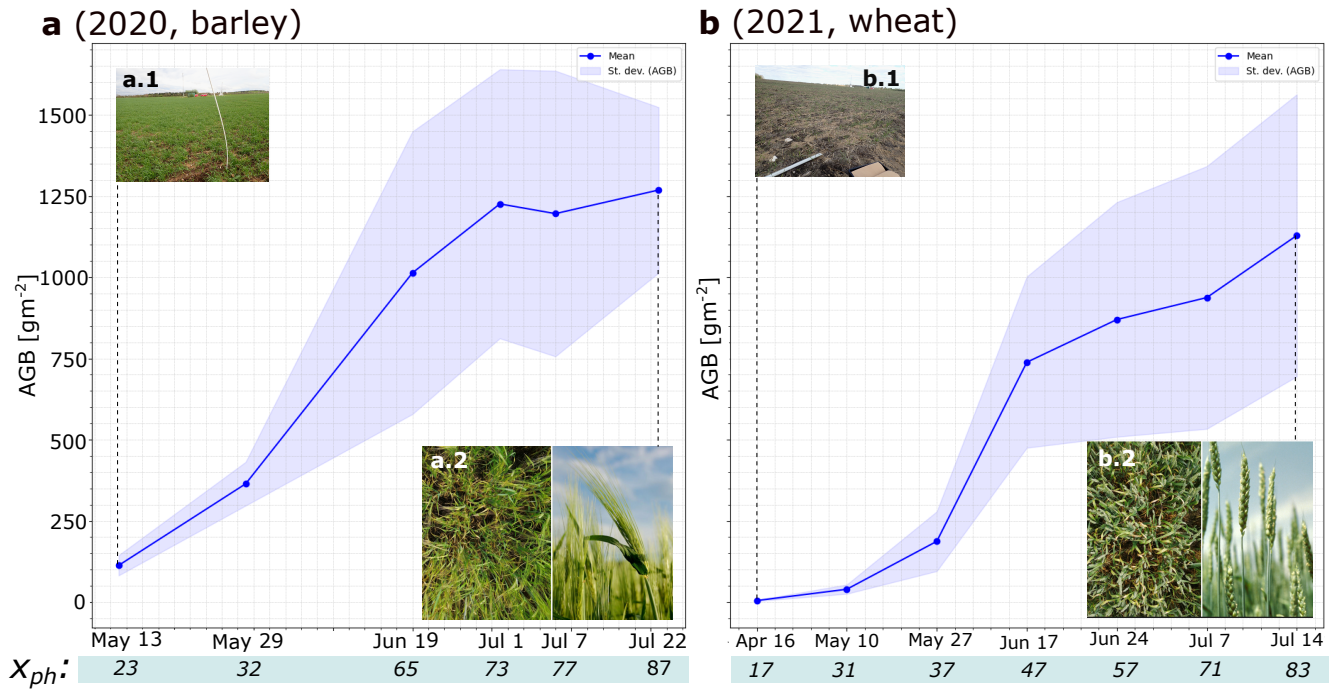 a (2020, barley)
b (2021, wheat)
Mean
St. dev. (AGB)
a.1
a.2
AGB [gm-2]
1500
1250
1000
750
500
250
0
May 13 May 29 Jun 19 Jul 1 Jul 7 Jul 22
Mean
St. dev. (AGB)
b.1
b.2
AGB [gm-2]
Apr 16 May 10 May 27 Jun 17 Jun 24 Jul 7 Jul 14
xph: 23 32 65 73 77 87
17 31 37 47 57 71 83